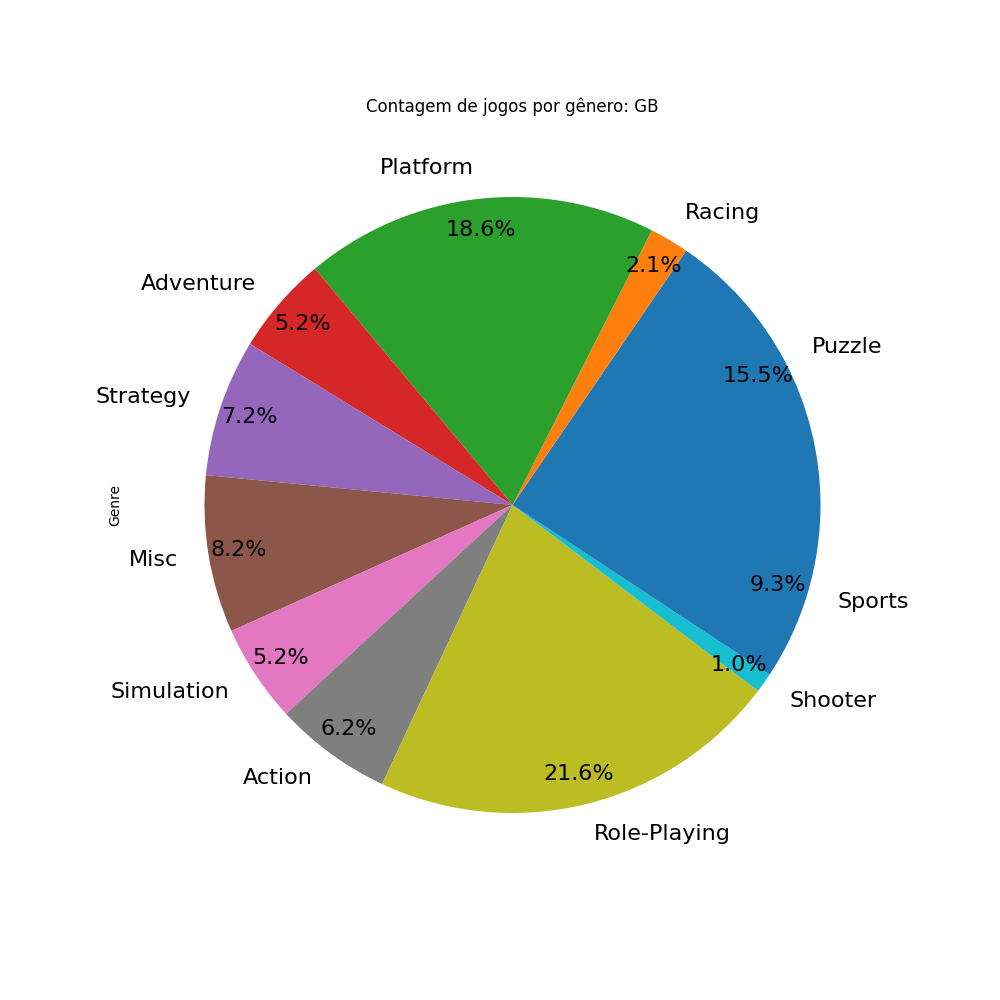 Contagem de jogos por gênero: GB
Platform
18.6%
Racing
2.1%
Puzzle
15.5%
Adventure
5.2%
Strategy
7.2%
Genre
Misc
8.2%
Simulation
5.2%
Action
6.2%
Role-Playing
21.6%
Shooter
1.0%
Sports
9.3%